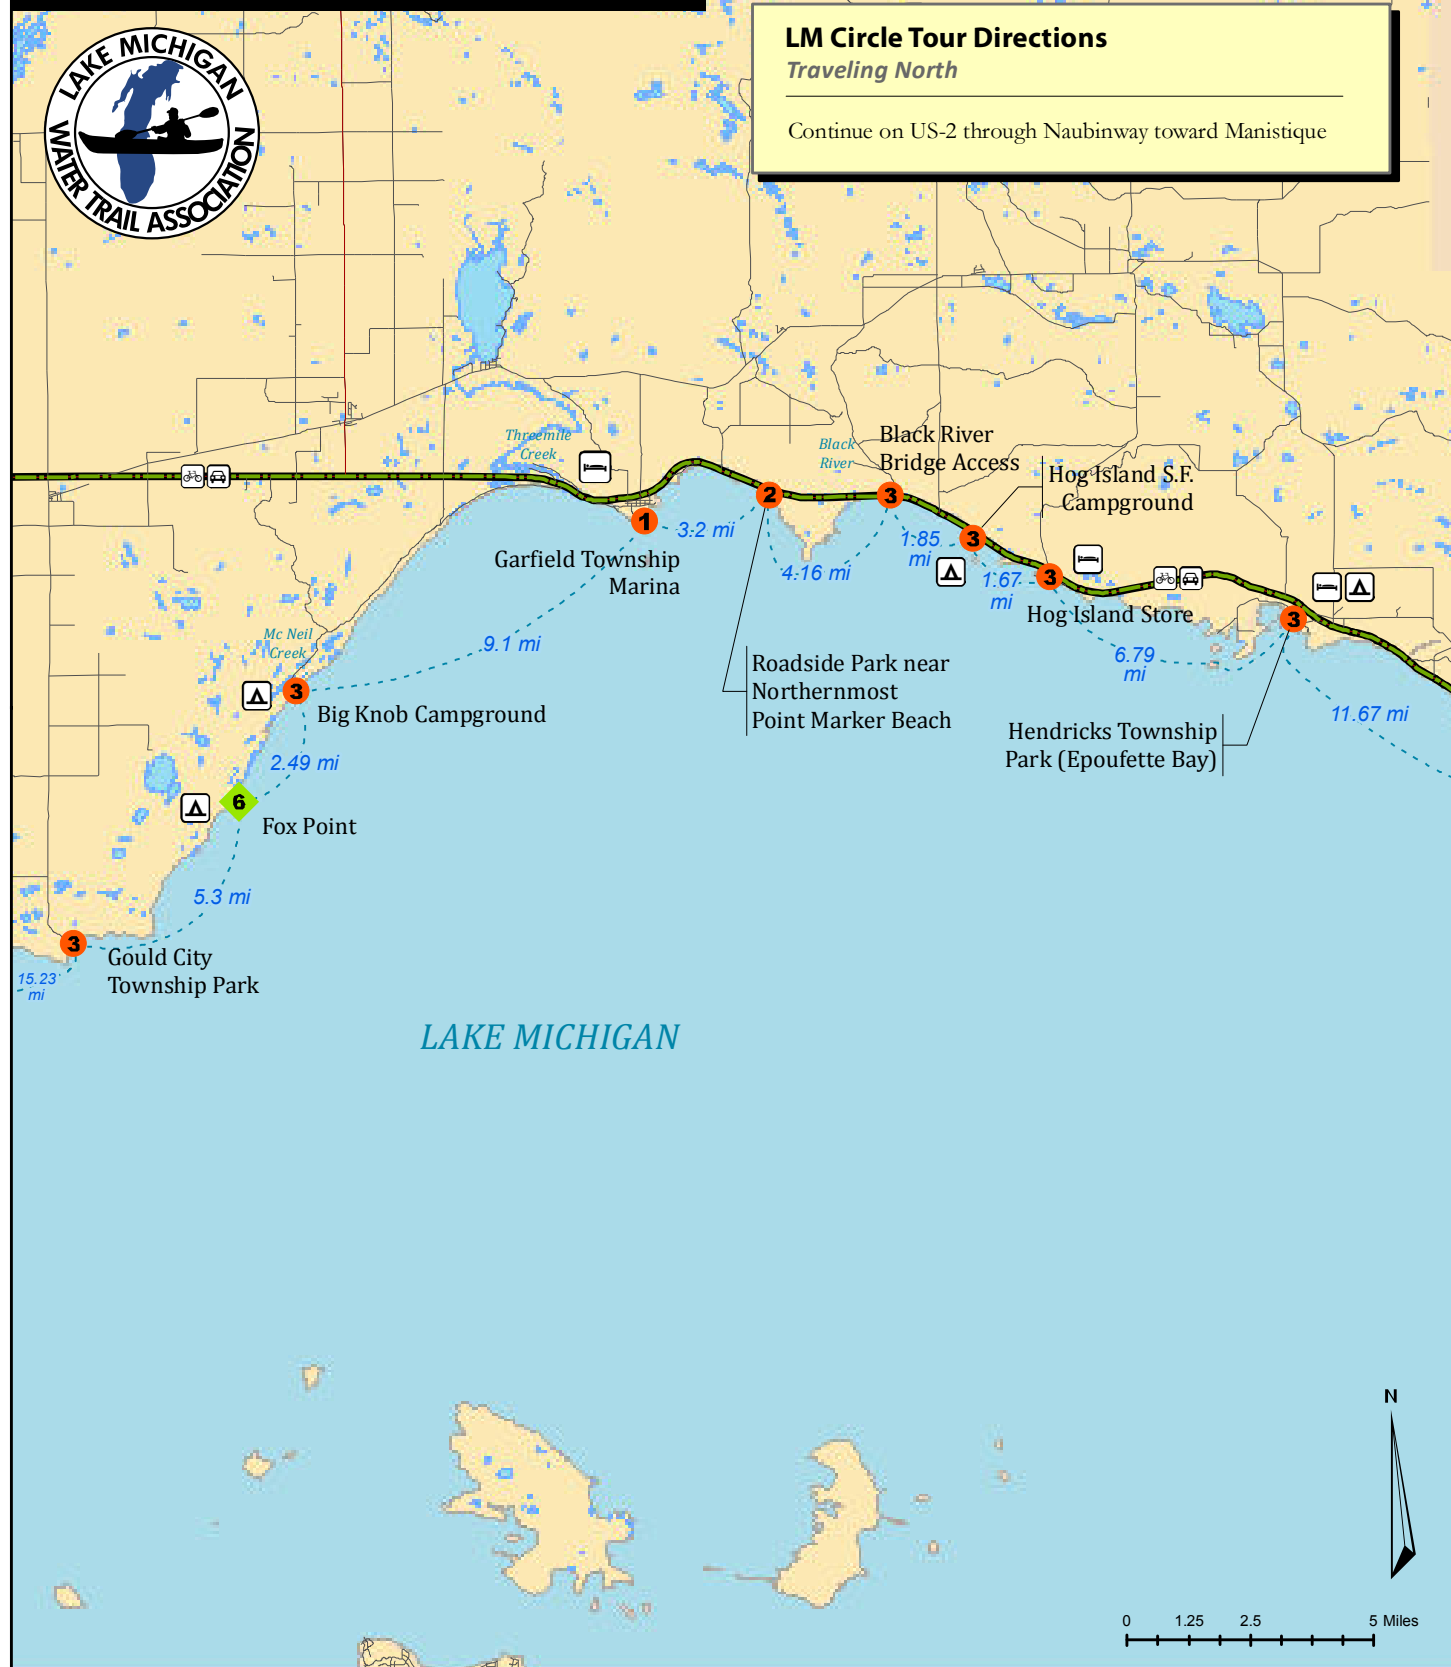 LAKE MICHIGAN
WATER TRAIL ASSOCIATION
LM Circle Tour Directions
Traveling North
Continue on US-2 through Naubinway toward Manistique
Threemile
Creek
Black
River
Black River
Bridge Access
Hog Island S.F.
Campground
2
3
1
3.2 mi
1.85
mi
3
Garfield Township
Marina
4.16 mi
1.67
mi
3
Hog Island Store
3
Mc Neil
Creek
9.1 mi
6.79
mi
3
Big Knob Campground
Roadside Park near
Northernmost
Point Marker Beach
11.67 mi
Hendricks Township
Park (Epoufette Bay)
2.49 mi
6
Fox Point
5.3 mi
3
Gould City
Township Park
15.23
mi
LAKE MICHIGAN
N
0 1.25 2.5 5 Miles